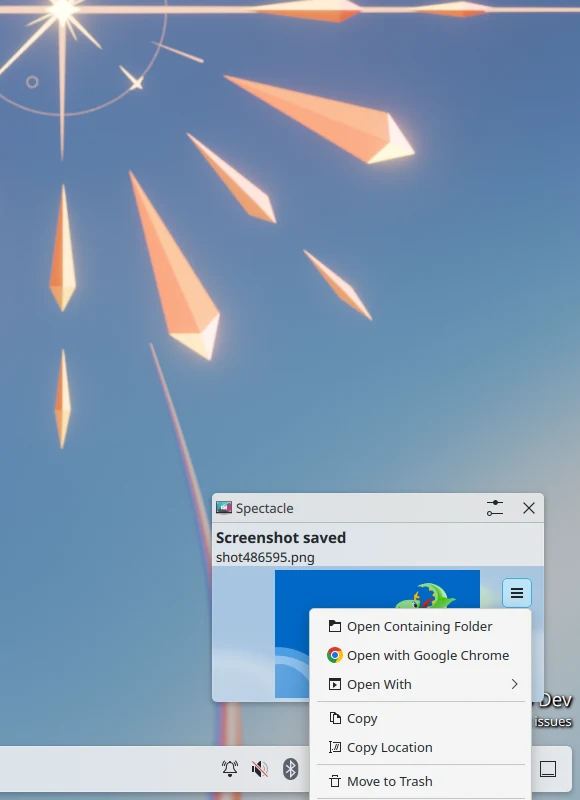 Spectacle
Screenshot saved
shot486595.png
Open Containing Folder
Open with Google Chrome
Open With
Dev
issues
Copy
Copy Location
Move to Trash